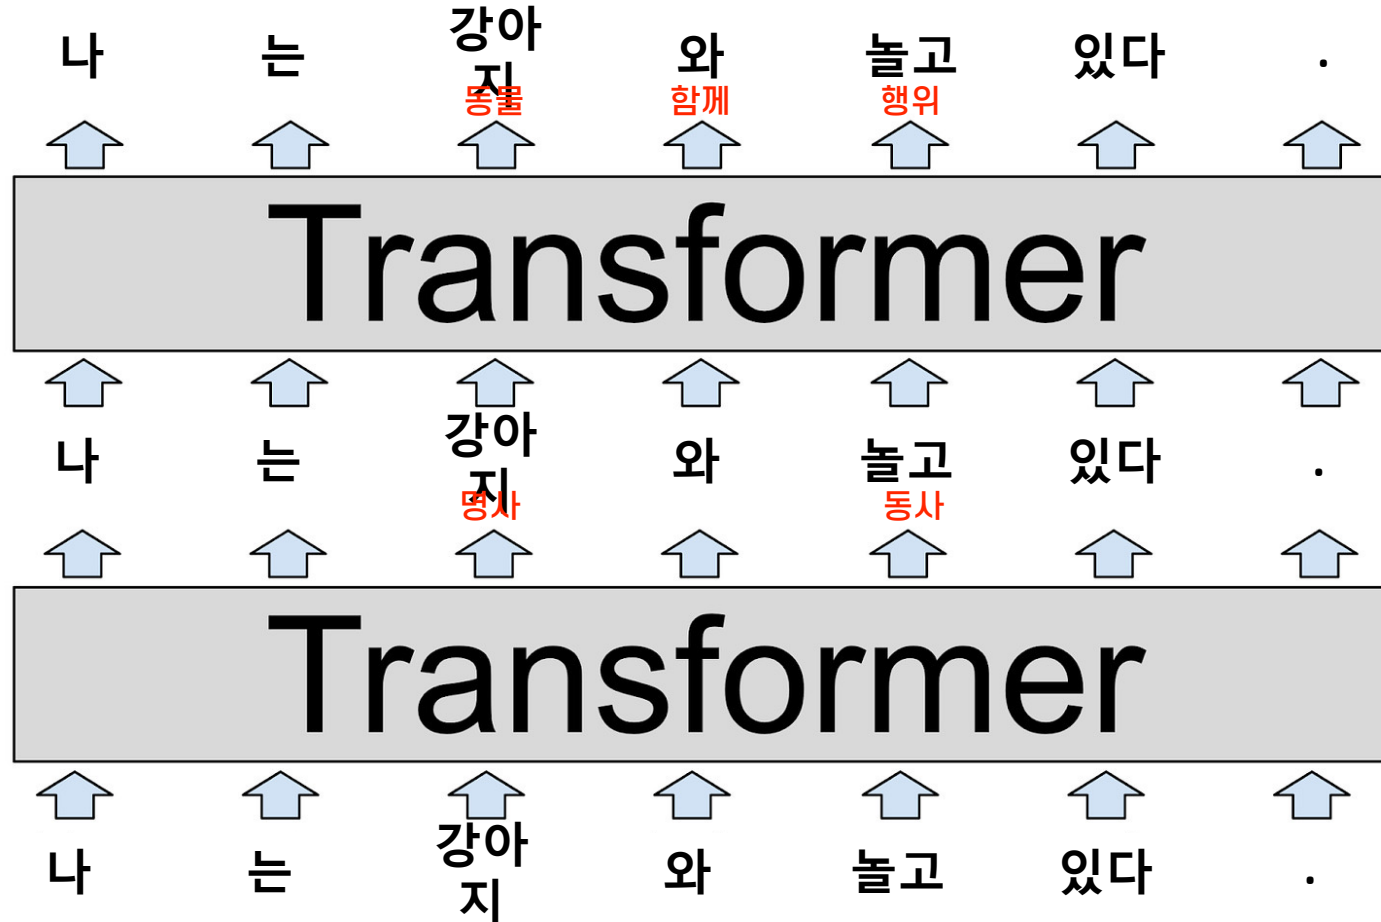 나 는 강아지 와 놀고 있다 .
동물 함께 행위
Transformer
나 는 강아지 와 놀고 있다 .
명사 동사
Transformer
나 는 강아지 와 놀고 있다 .